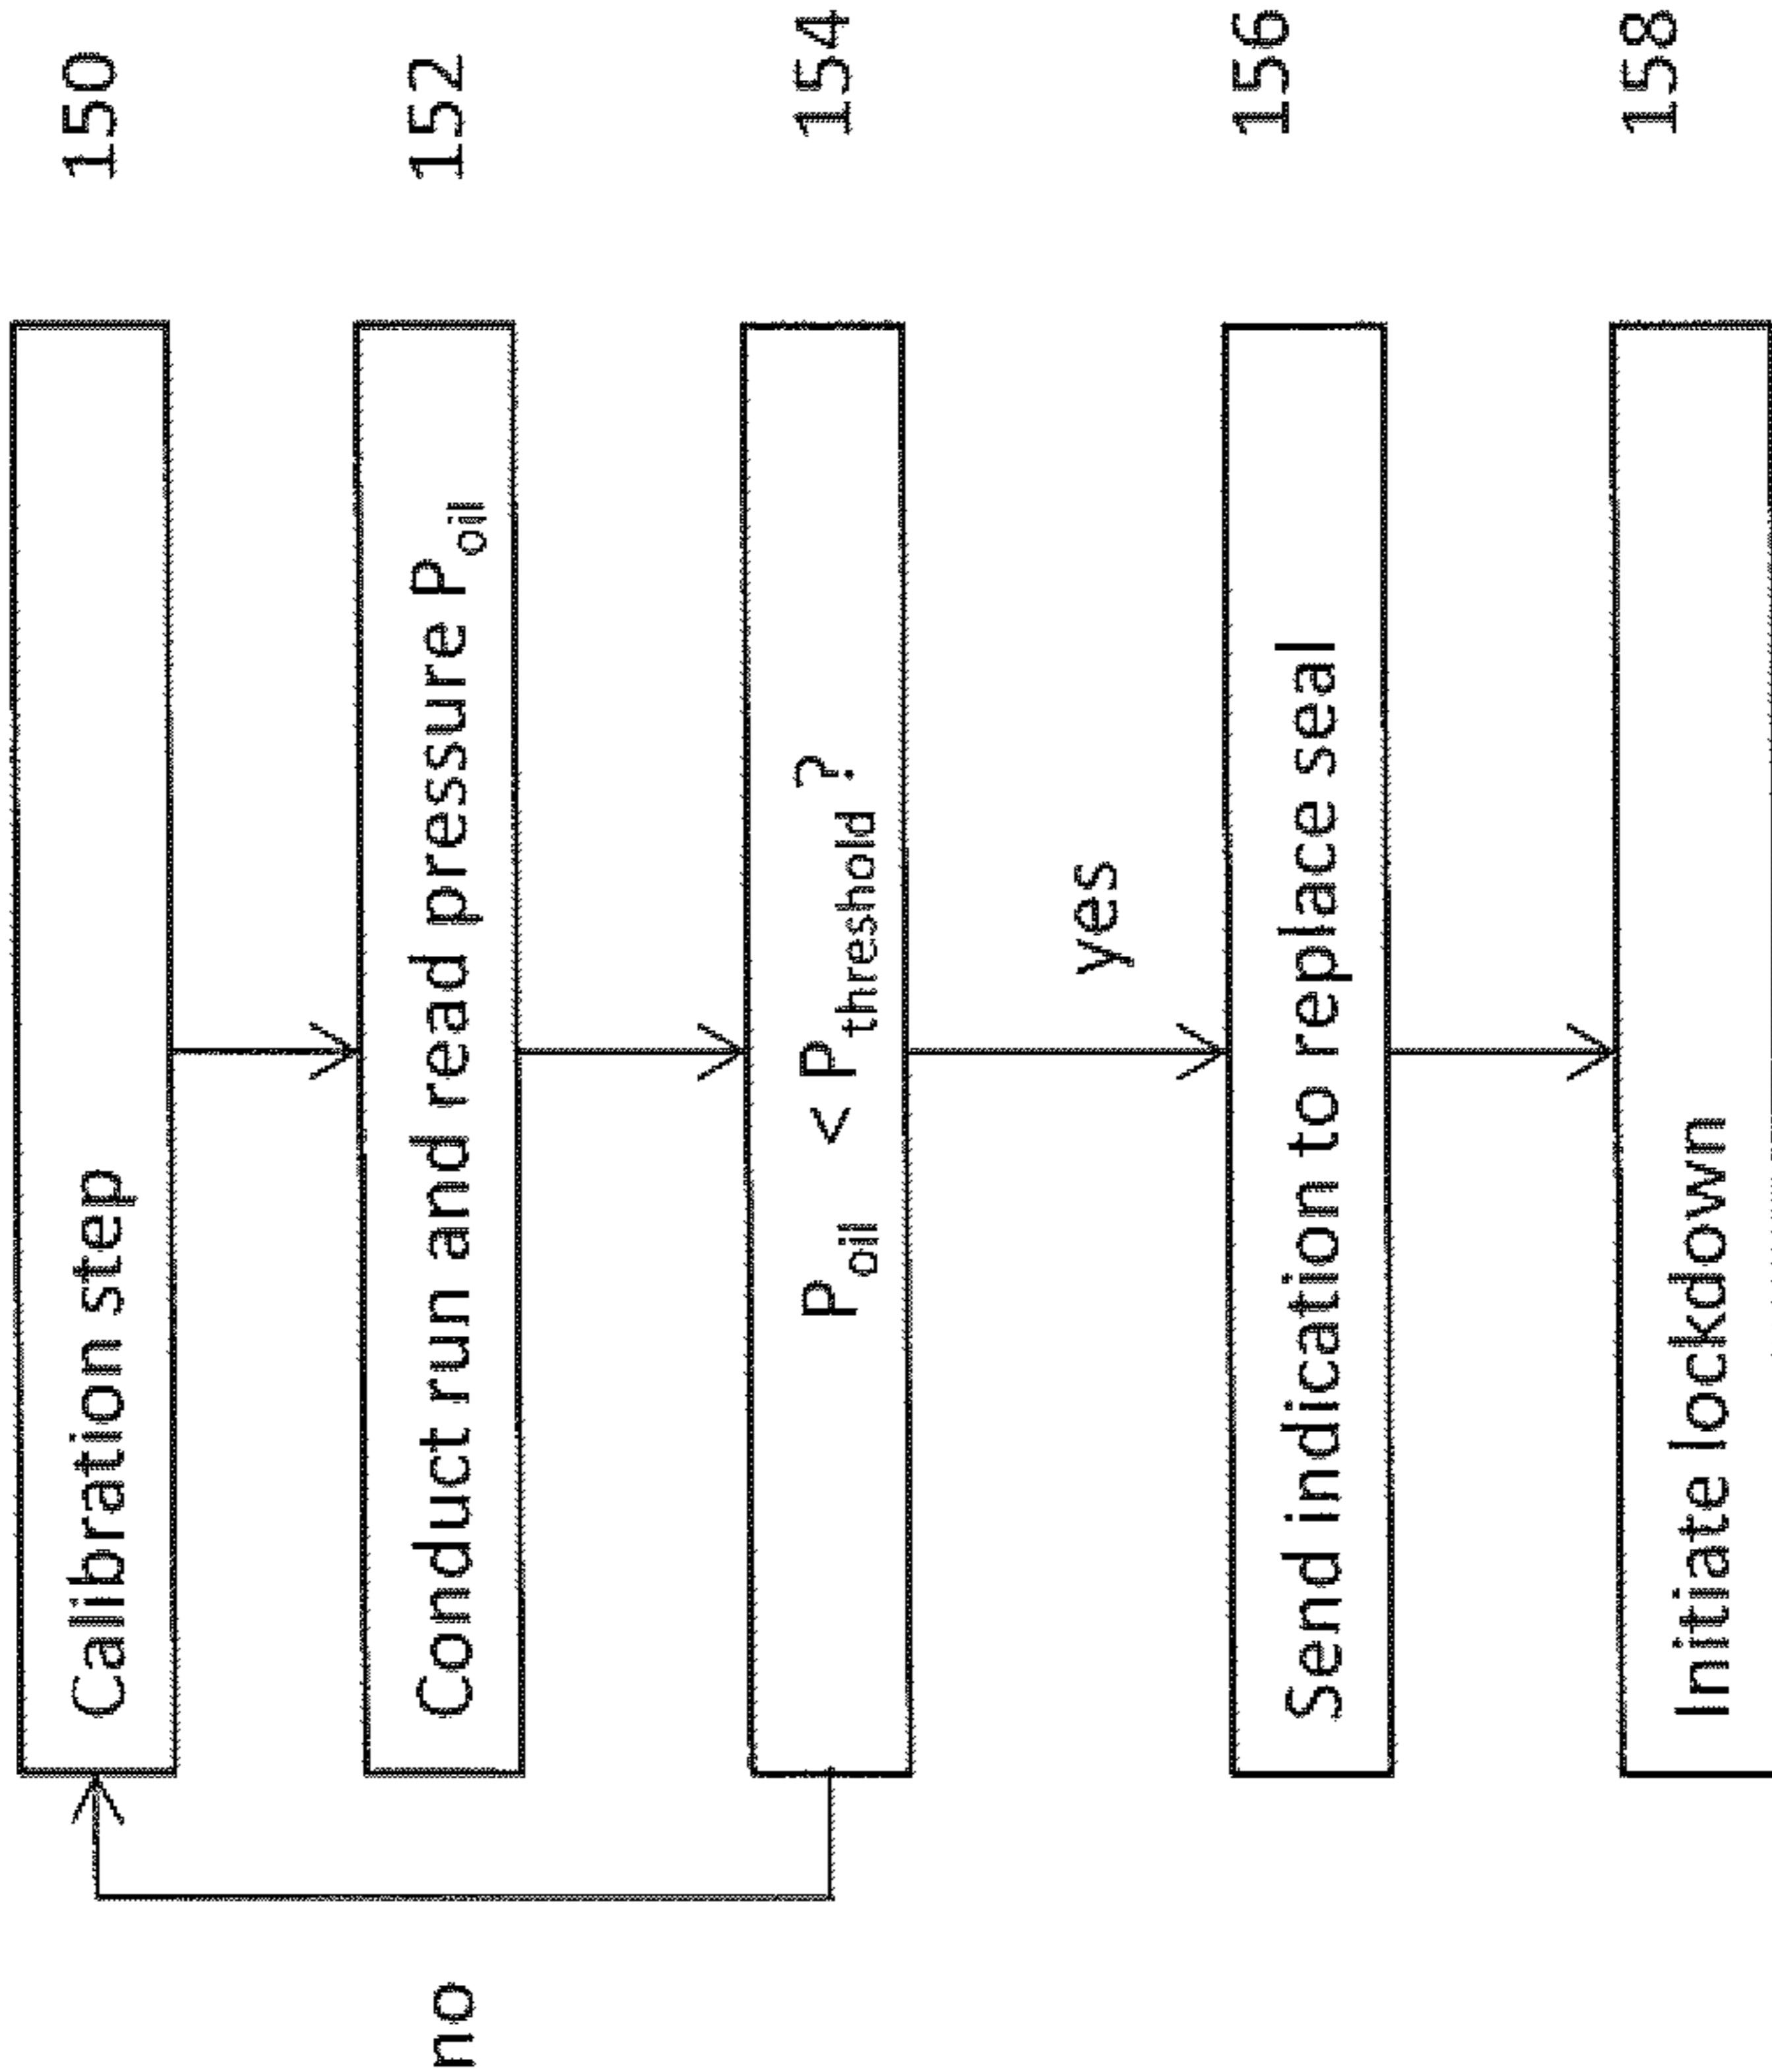 Callibration step 150
Conduct run and read pressure P_oil 152
no
P_oil < P_threshold ? 154
yes
Send indication to replace seal 156
Initiate lockdown 158